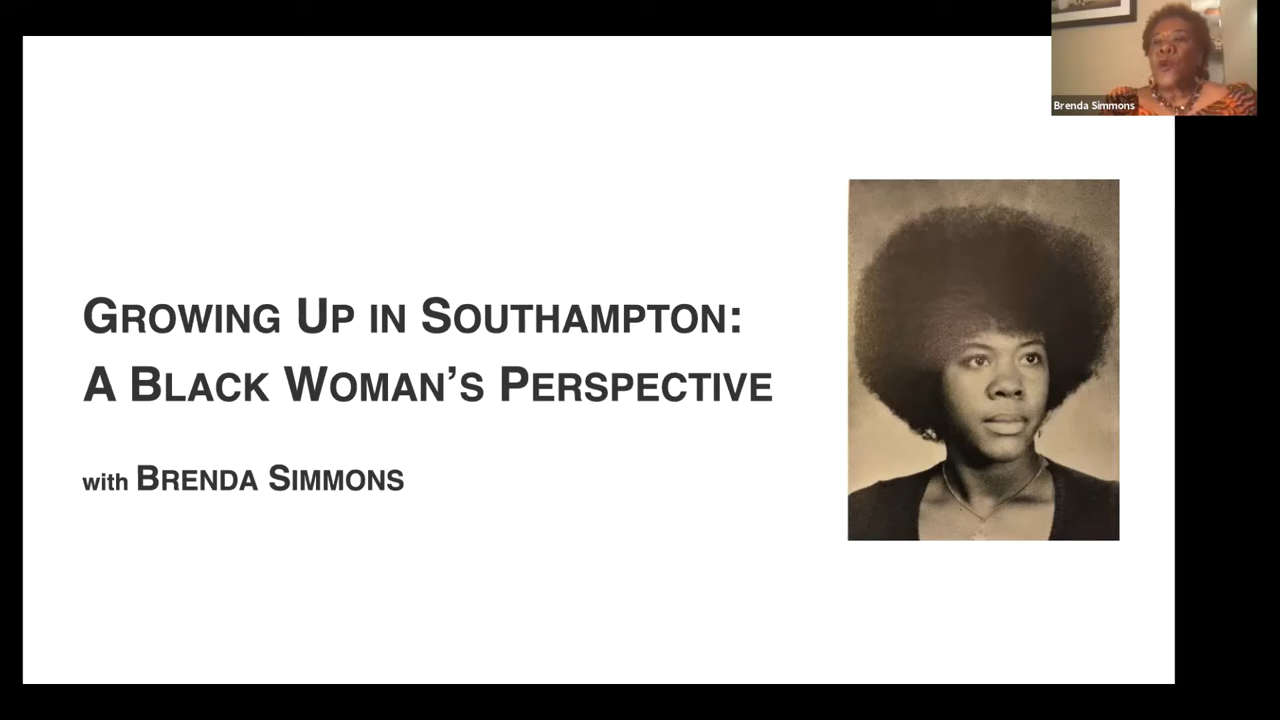 Brenda Simmons
GROWING UP IN SOUTHAMPTON:
A BLACK WOMAN'S PERSPECTIVE
with BRENDA SIMMONS